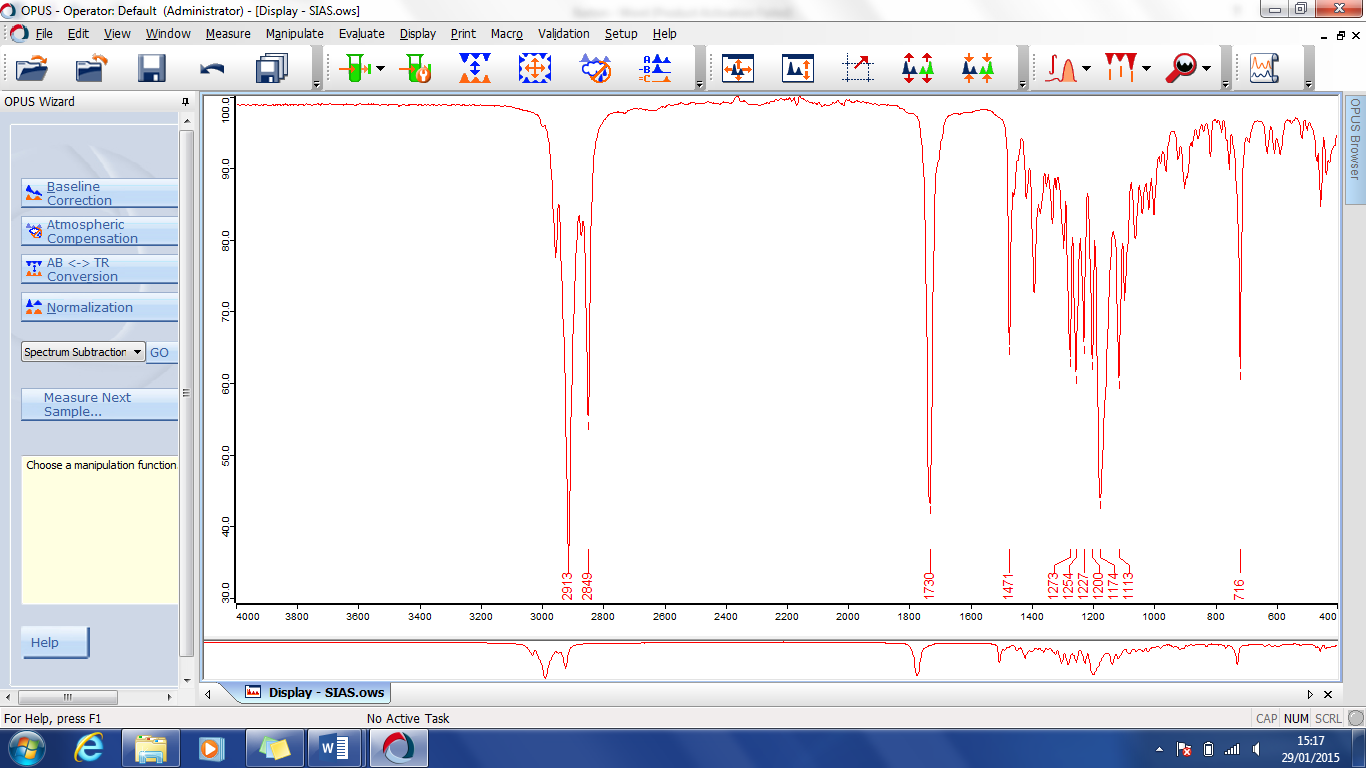 OPUS - Operator: Default (Administrator) - [Display - SIAS.ows]
File Edit View Window Measure Manipulate Evaluate Display Print Macro Validation Setup Help
A
B
C
OPUS Wizard
Baseline
Correction
Atmospheric
Compensation
AB <-> TR
Conversion
Normalization
Spectrum Subtraction
GO
Measure Next
Sample...
Choose a manipulation function
Help
OPUS Browser
100.0
90.0
80.0
70.0
60.0
50.0
40.0
30.0
2913
2849
1730
1471
1273
1254
1227
1200
1174
1113
716
4000 3800 3600 3400 3200 3000 2800 2600 2400 2200 2000 1800 1600 1400 1200 1000 800 600 400
Display - SIAS.ows
For Help, press F1
No Active Task
CAP NUM SCRL
15:17
29/01/2015